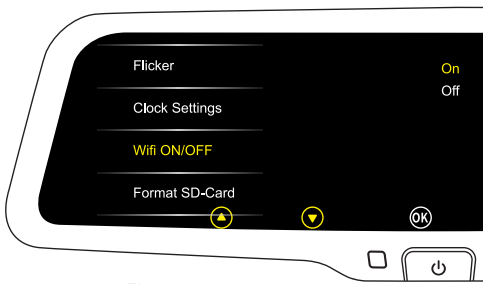 Flicker
On
Off
Clock Settings
Wifi ON/OFF
Format SD-Card
OK